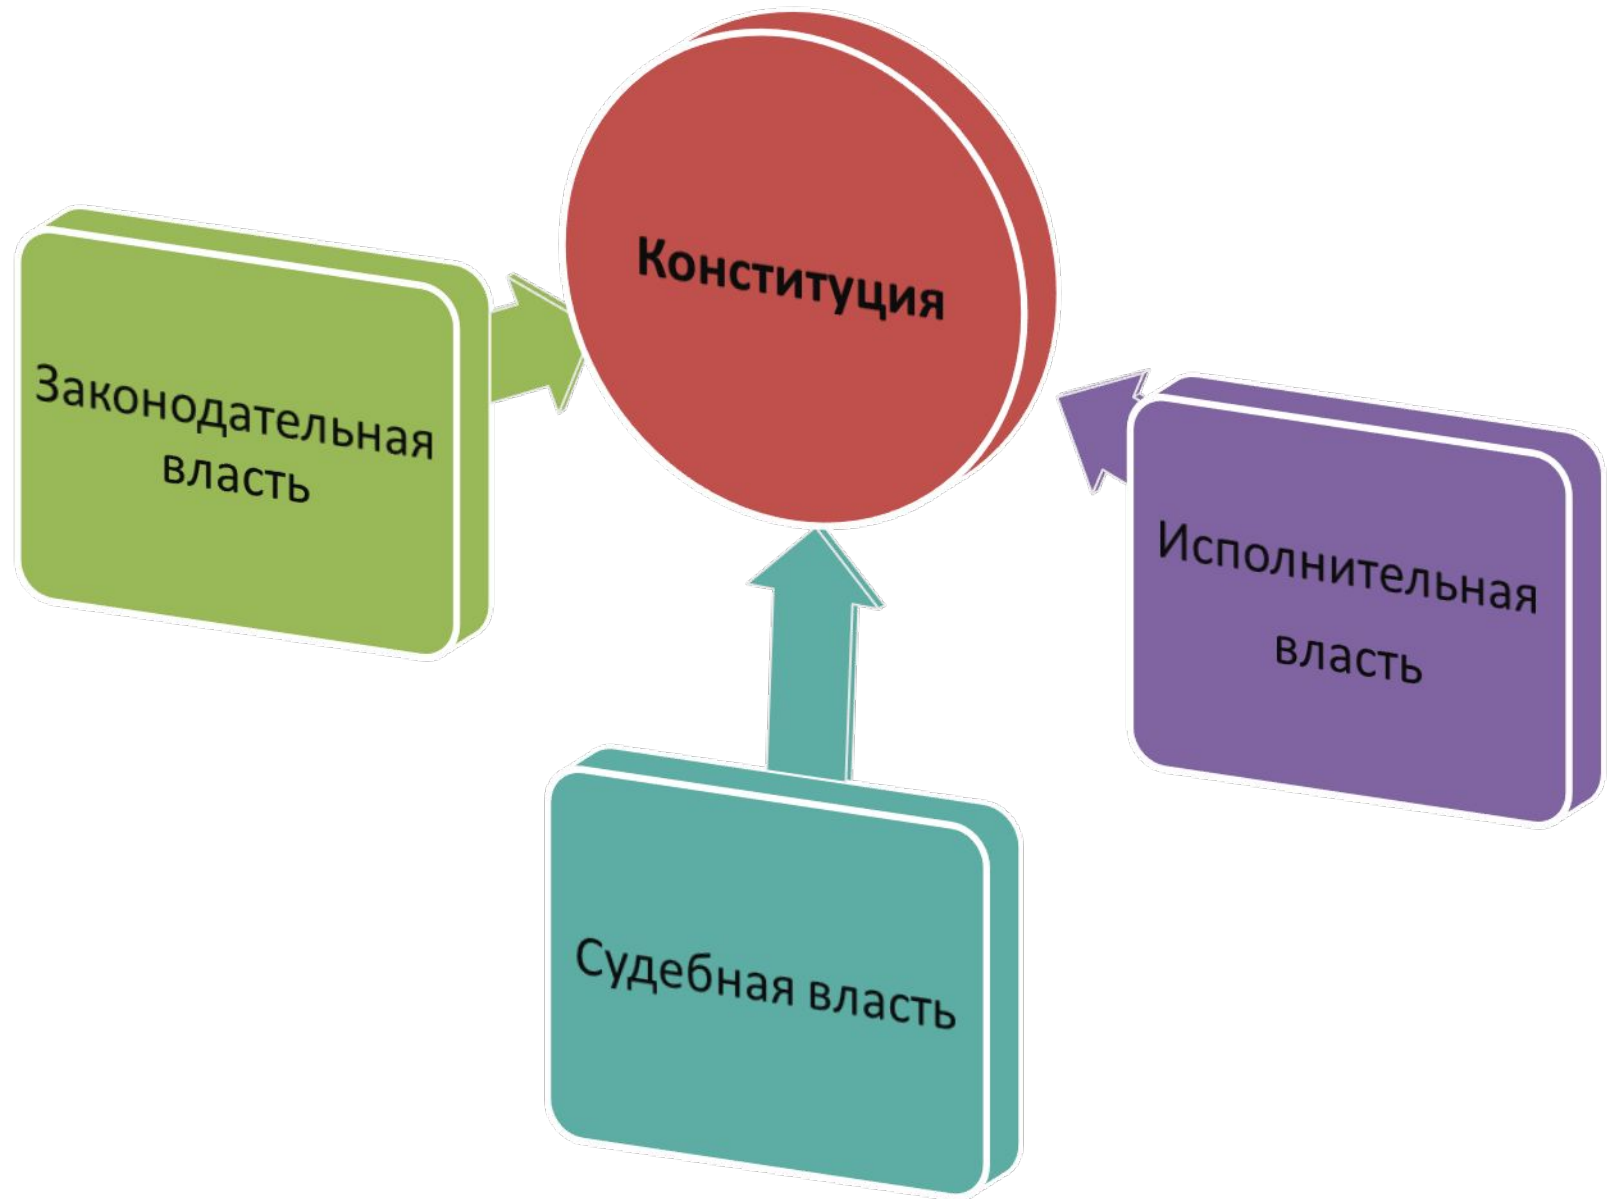 Конституция
Законодательная
власть
Исполнительная
власть
Судебная власть